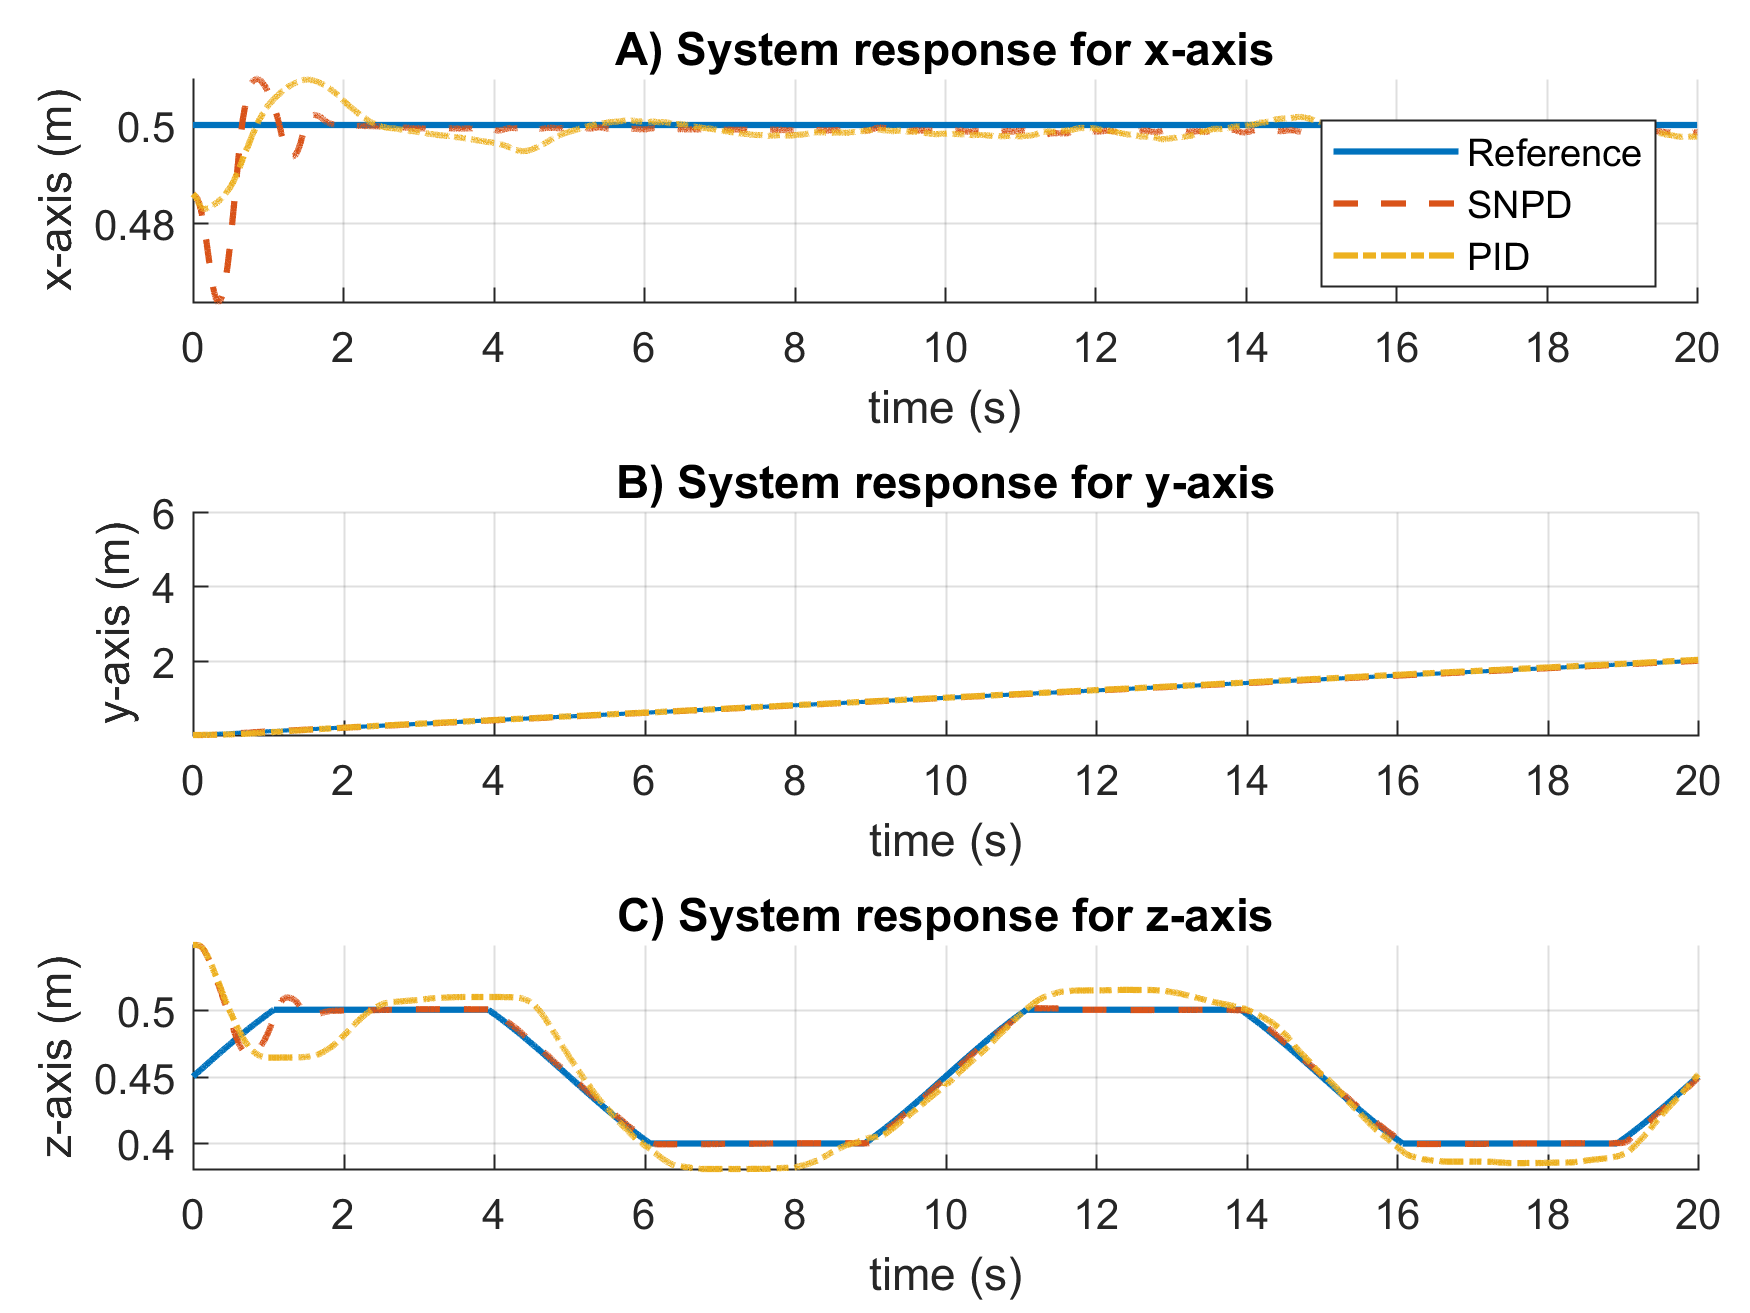 A) System response for x-axis
x-axis (m)
0.5
0.48
Reference
SNPD
PID
0 2 4 6 8 10 12 14 16 18 20
time (s)
B) System response for y-axis
y-axis (m)
6
4
2
0 2 4 6 8 10 12 14 16 18 20
time (s)
C) System response for z-axis
z-axis (m)
0.5
0.45
0.4
0 2 4 6 8 10 12 14 16 18 20
time (s)